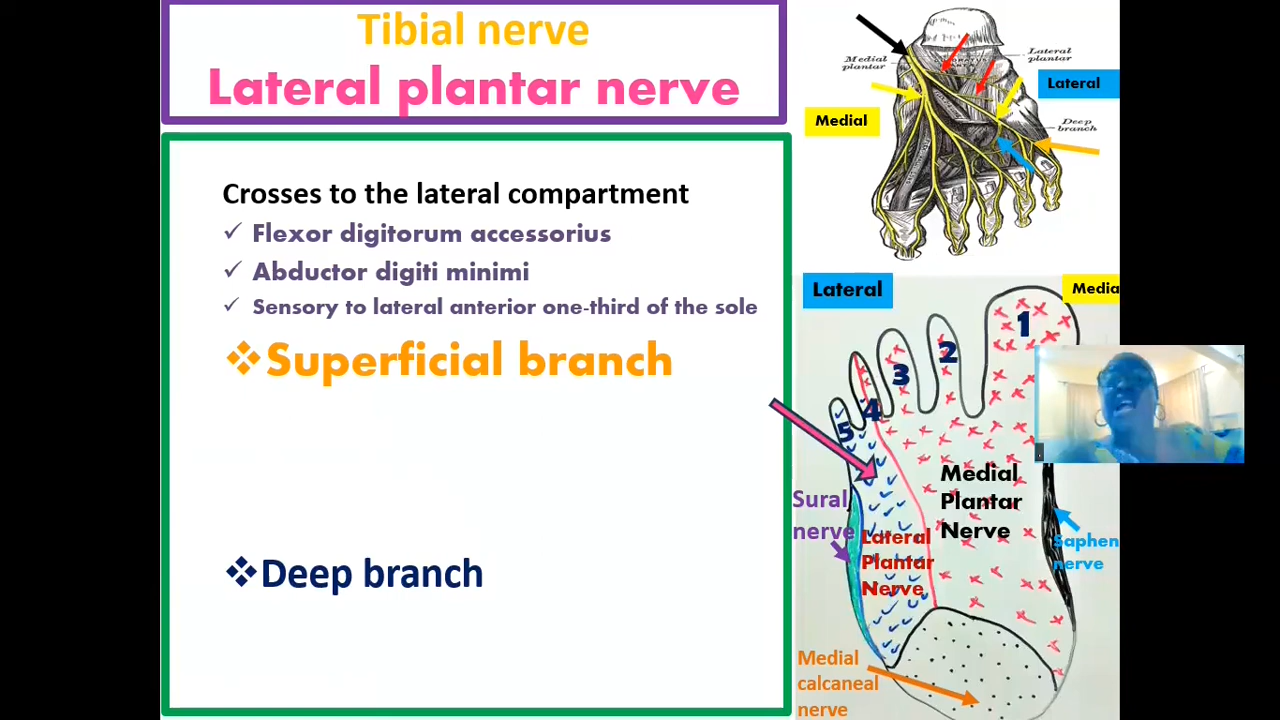 Tibial nerve
Lateral plantar nerve
Crosses to the lateral compartment
✓ Flexor digitorum accessorius
✓ Abductor digiti minimi
✓ Sensory to lateral anterior one-third of the sole
❖Superficial branch
❖Deep branch
Medial
plantar
Lateral
plantar
Lateral
Medial
Deep
branch
Lateral
Media
1
2
3
4
5
Medial
Plantar
Nerve
Sural
nerve
Lateral
Plantar
Nerve
Saphen
nerve
Medial
calcaneal
nerve